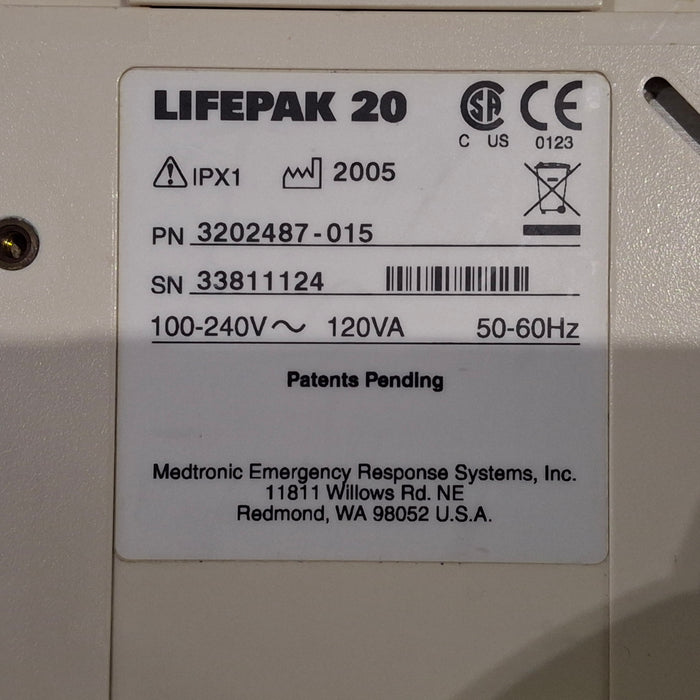 LIFEPAK 20
C US 0123
IPX1 2005
PN 3202487-015
SN 33811124
100-240V~ 120VA 50-60Hz
Patents Pending
Medtronic Emergency Response Systems, Inc.
11811 Willows Rd. NE
Redmond, WA 98052 U.S.A.